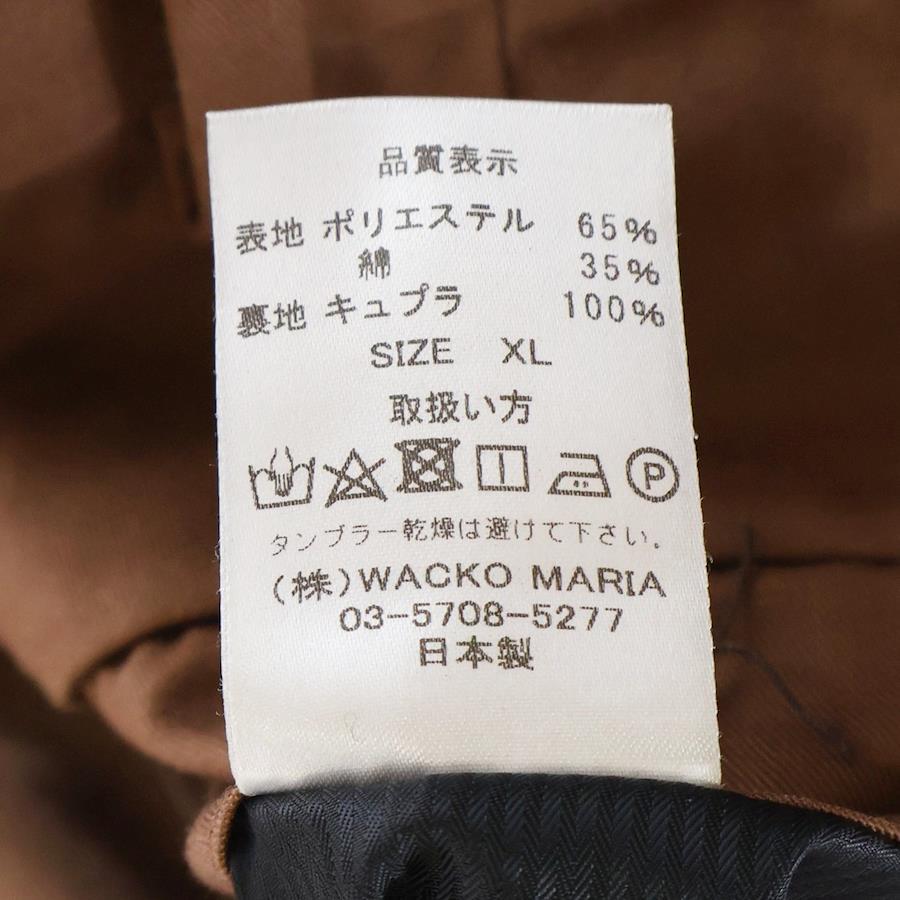 品質表示
表地 ポリエステル 65%
綿 35%
裏地 キュプラ 100%
SIZE XL
取扱い方
P
タンブラー乾燥は避けて下さい。
(株)WACKO MARIA
03-5708-5277
日本製